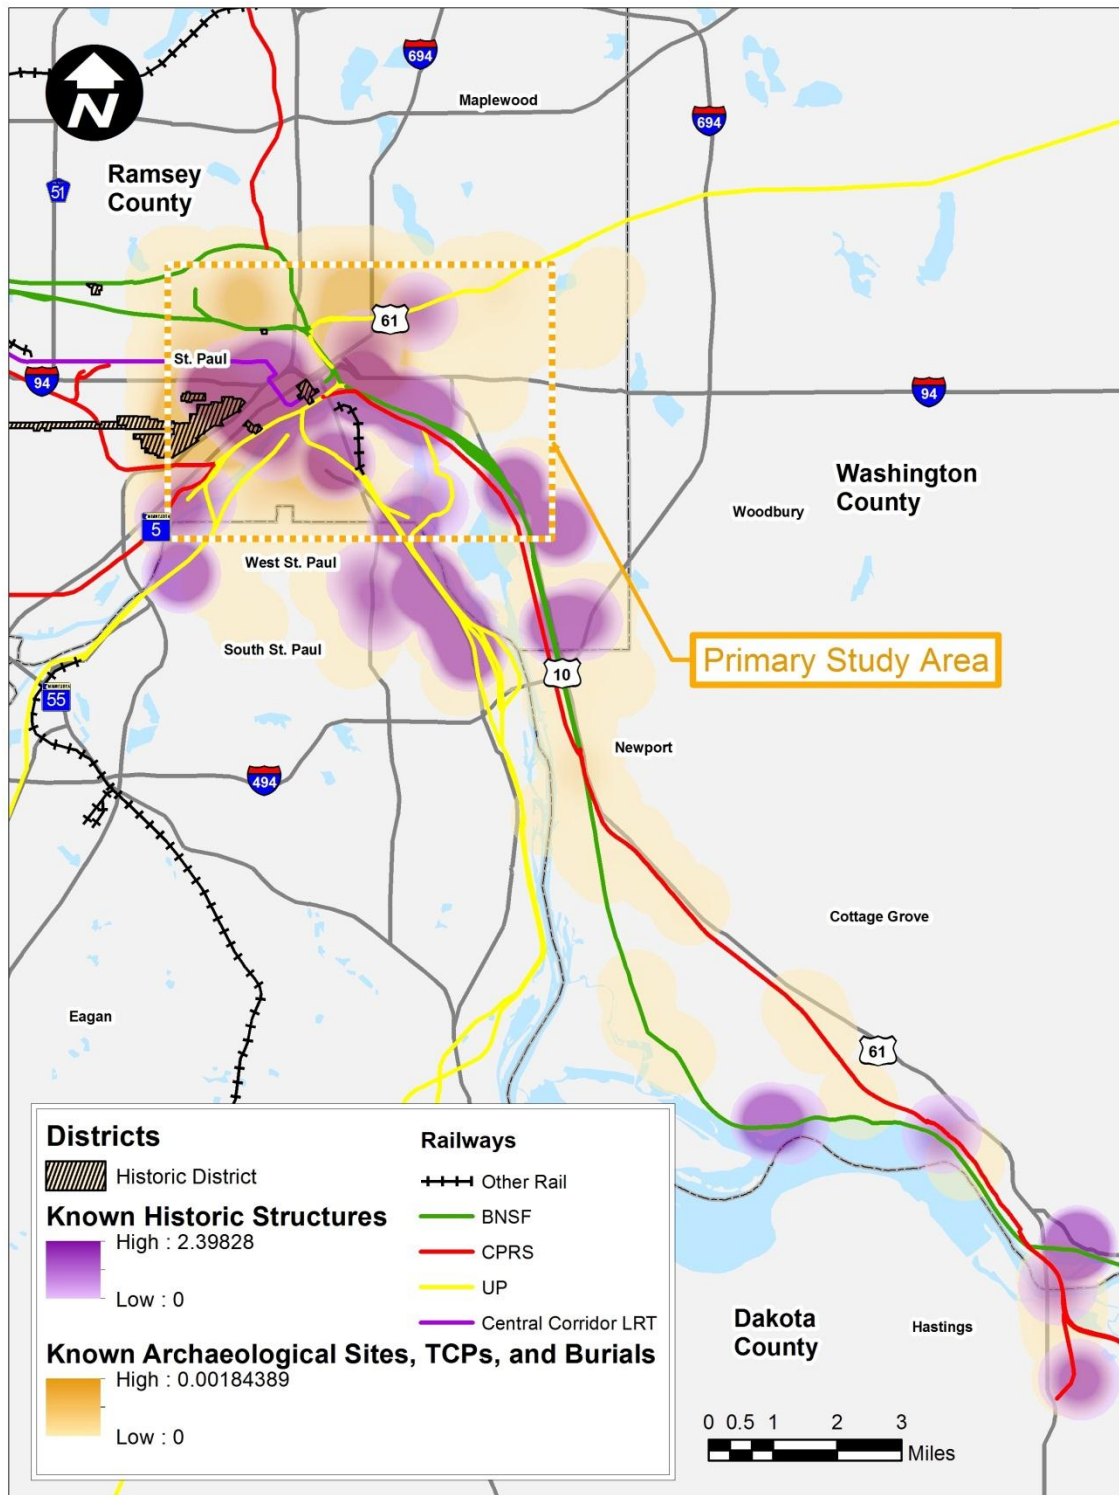 N
694
Maplewood
694
Ramsey
County
51
61
St. Paul
94
94
Washington
County
Woodbury
MINNESOTA
5
West St. Paul
South St. Paul
Primary Study Area
10
MINNESOTA
55
Newport
494
Cottage Grove
Eagan
61
Districts
Historic District
Known Historic Structures
High : 2.39828
Low : 0
Known Archaeological Sites, TCPs, and Burials
High : 0.00184389
Low : 0
Railways
Other Rail
BNSF
CPRS
UP
Central Corridor LRT
Dakota
County
Hastings
0 0.5 1 2 3
Miles